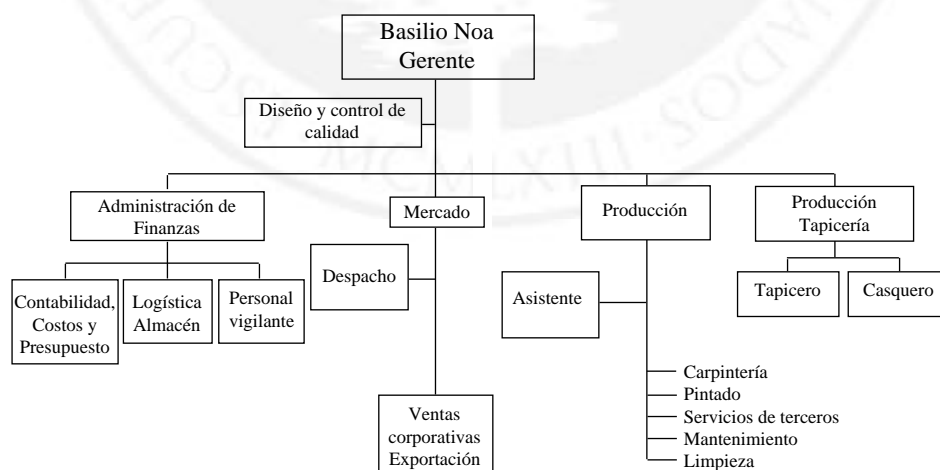 Basilio Noa
Gerente
Diseño y control de
calidad
MCMLXIII
Administración de
Finanzas
Mercado
Producción
Producción
Tapicería
Contabilidad,
Costos y
Presupuesto
Logística
Almacén
Personal
vigilante
Despacho
Asistente
Tapicero
Casquero
Ventas
corporativas
Exportación
Carpintería
Pintado
Servicios de terceros
Mantenimiento
Limpieza